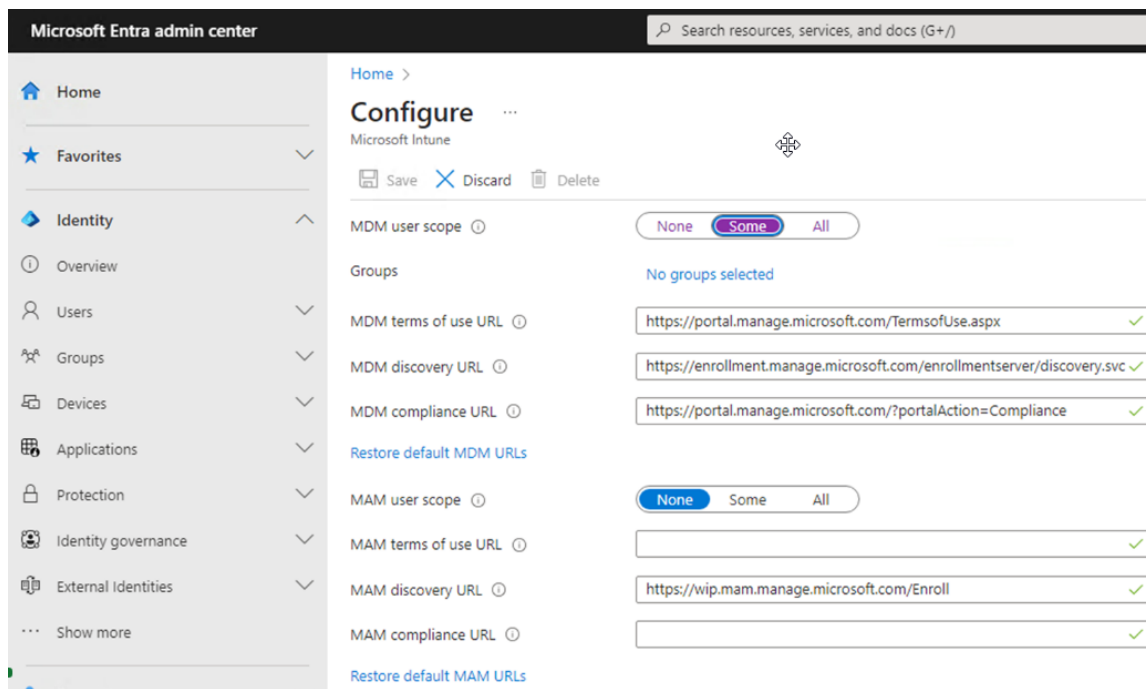 Microsoft Entra admin center
Search resources, services, and docs (G+/)
Home
Favorites
Identity
Overview
Users
Groups
Devices
Applications
Protection
Identity governance
External Identities
Show more
Home
Configure
Microsoft Intune
Save Discard Delete
MDM user scope None Some All
Groups No groups selected
MDM terms of use URL https://portal.manage.microsoft.com/TermsofUse.aspx
MDM discovery URL https://enrollment.manage.microsoft.com/enrollmentserver/discovery.svc
MDM compliance URL https://portal.manage.microsoft.com/?portalAction=Compliance
Restore default MDM URLs
MAM user scope None Some All
MAM terms of use URL
MAM discovery URL https://wip.mam.manage.microsoft.com/Enroll
MAM compliance URL
Restore default MAM URLs